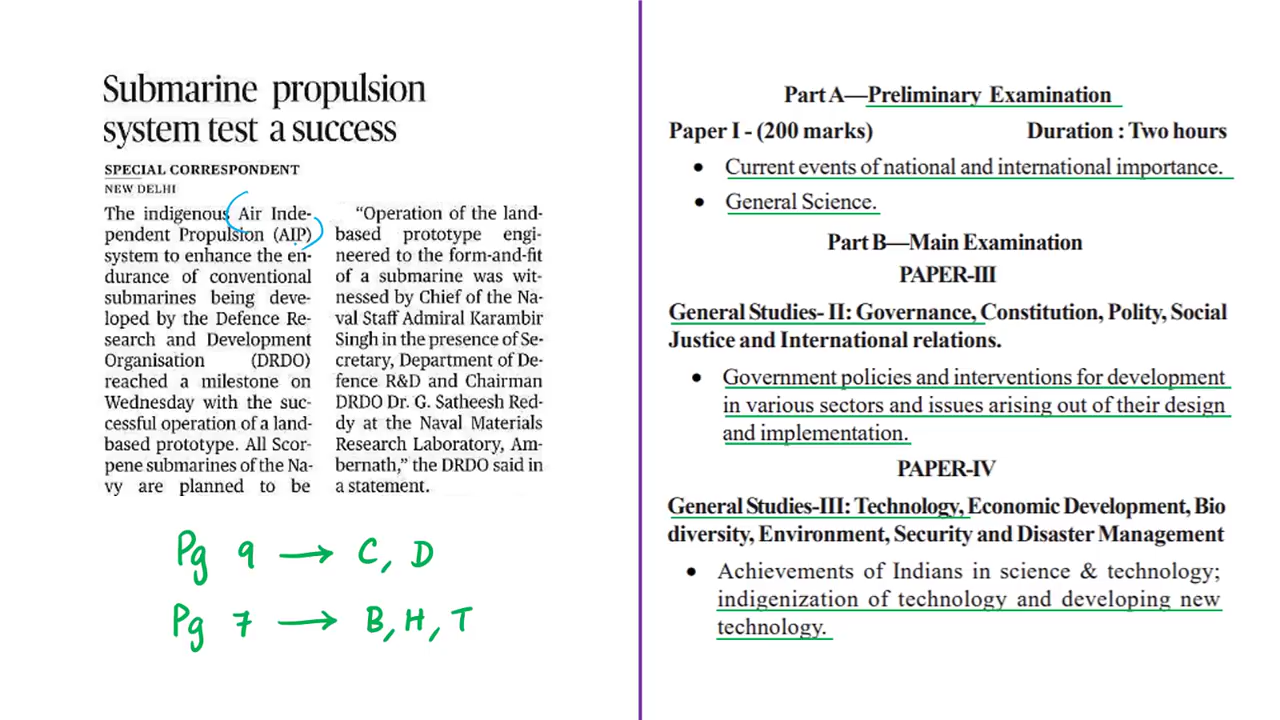 Submarine propulsion
system test a success
SPECIAL CORRESPONDENT
NEW DELHI
The indigenous Air Inde-
pendent Propulsion (AIP)
system to enhance the en-
durance of conventional
submarines being deve-
loped by the Defence Re-
search and Development
Organisation (DRDO)
reached a milestone on
Wednesday with the suc-
cessful operation of a land-
based prototype. All Scor-
pene submarines of the Na-
vy are planned to be
"Operation of the land-
based prototype engi-
neered to the form-and-fit
of a submarine was wit-
nessed by Chief of the Na-
val Staff Admiral Karambir
Singh in the presence of Se-
cretary, Department of De-
fence R&D and Chairman
DRDO Dr. G. Satheesh Red-
dy at the Naval Materials
Research Laboratory, Am-
bernath," the DRDO said in
a statement.
Pg 9 → C, D
Pg 7 → B, H, T
Part A—Preliminary Examination
Paper I - (200 marks) Duration : Two hours
• Current events of national and international importance.
• General Science.
Part B—Main Examination
PAPER-III
General Studies- II: Governance, Constitution, Polity, Social
Justice and International relations.
• Government policies and interventions for development
in various sectors and issues arising out of their design
and implementation.
PAPER-IV
General Studies-III: Technology, Economic Development, Bio
diversity, Environment, Security and Disaster Management
• Achievements of Indians in science & technology;
indigenization of technology and developing new
technology.